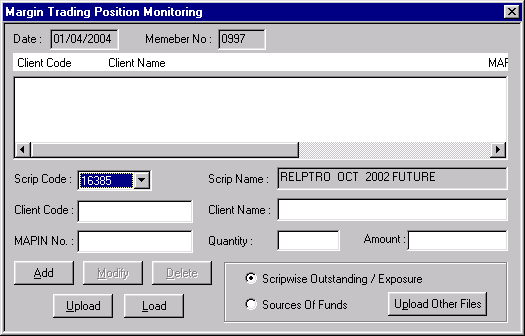 Margin Trading Position Monitoring
Date : 01/04/2004 Memeber No : 0997
Client Code Client Name MAP
Scrip Code : 16385 Scrip Name : RELPTRO OCT 2002 FUTURE
Client Code : Client Name :
MAPIN No. : Quantity : Amount :
Add Modify Delete
Scripwise Outstanding / Exposure
Upload Load Sources Of Funds Upload Other Files